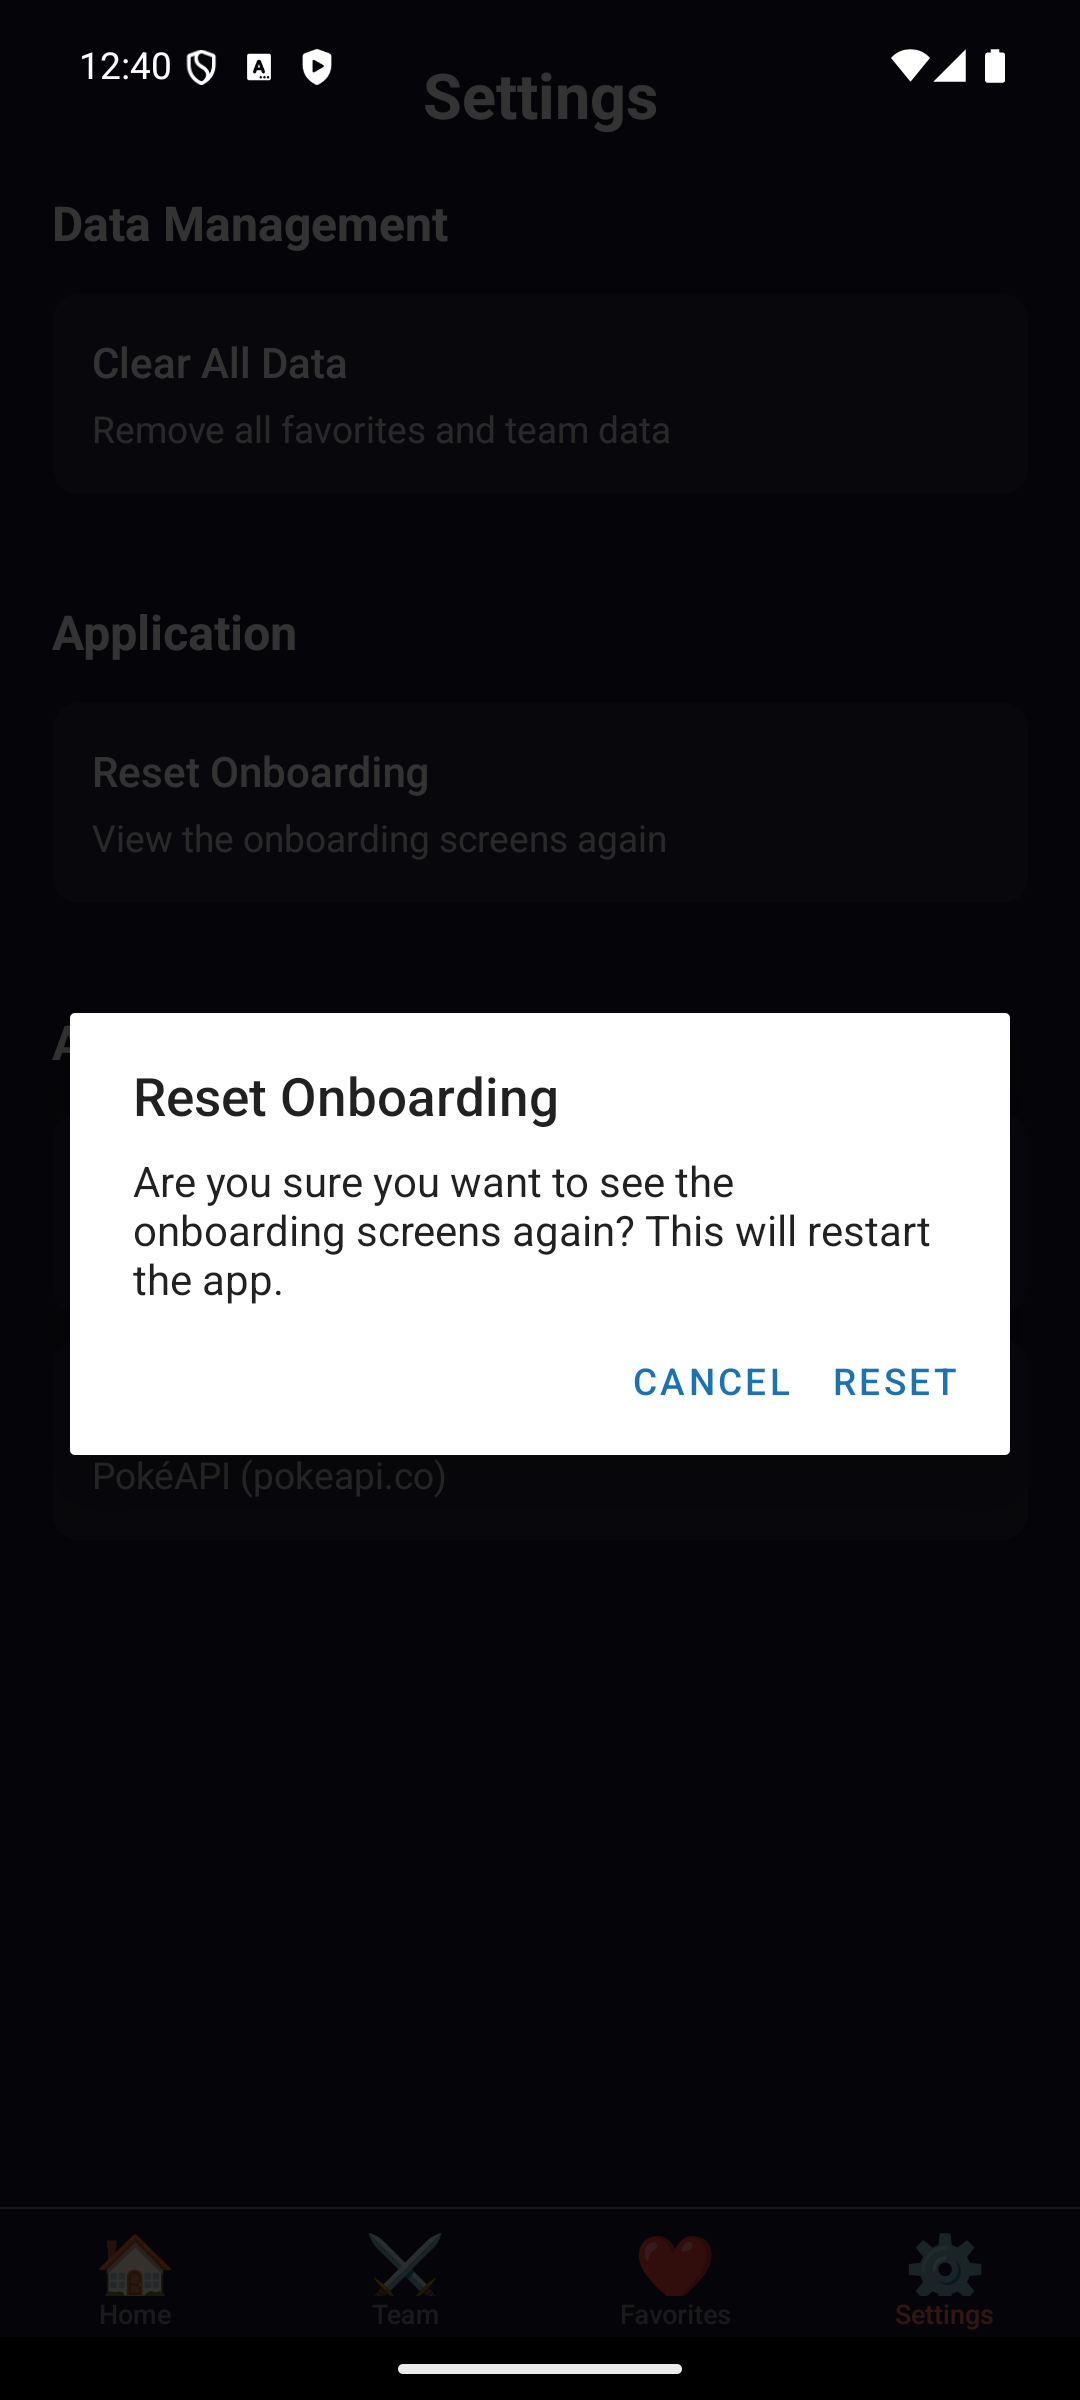 12:40
Settings
Data Management
Clear All Data
Remove all favorites and team data
Application
Reset Onboarding
View the onboarding screens again
Reset Onboarding
Are you sure you want to see the
onboarding screens again? This will restart
the app.
CANCEL RESET
PokéAPI (pokeapi.co)
Home Team Favorites Settings